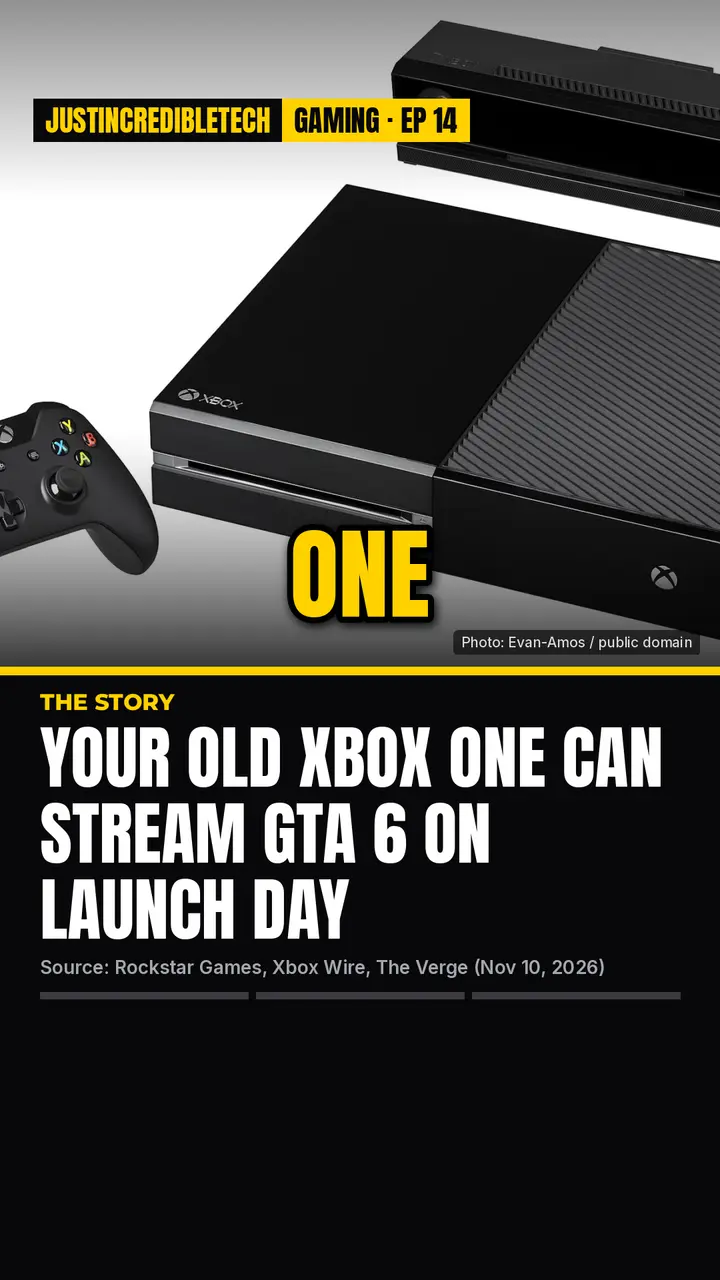 JUSTINCREDIBLETECH GAMING · EP 14
XBOX
Y
X
B
A
ONE
Photo: Evan-Amos / public domain
THE STORY
YOUR OLD XBOX ONE CAN
STREAM GTA 6 ON
LAUNCH DAY
Source: Rockstar Games, Xbox Wire, The Verge (Nov 10, 2026)